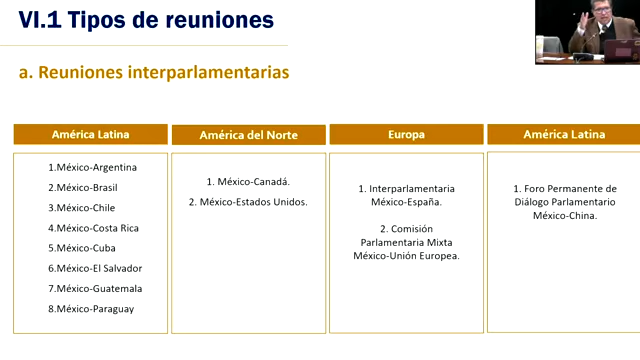 VI.1 Tipos de reuniones
a. Reuniones interparlamentarias
América Latina
1.México-Argentina
2.México-Brasil
3.México-Chile
4.México-Costa Rica
5.México-Cuba
6.México-El Salvador
7.México-Guatemala
8.México-Paraguay
América del Norte
1. México-Canadá.
2. México-Estados Unidos.
Europa
1. Interparlamentaria
México-España.
2. Comisión
Parlamentaria Mixta
México-Unión Europea.
América Latina
1. Foro Permanente de
Diálogo Parlamentario
México-China.